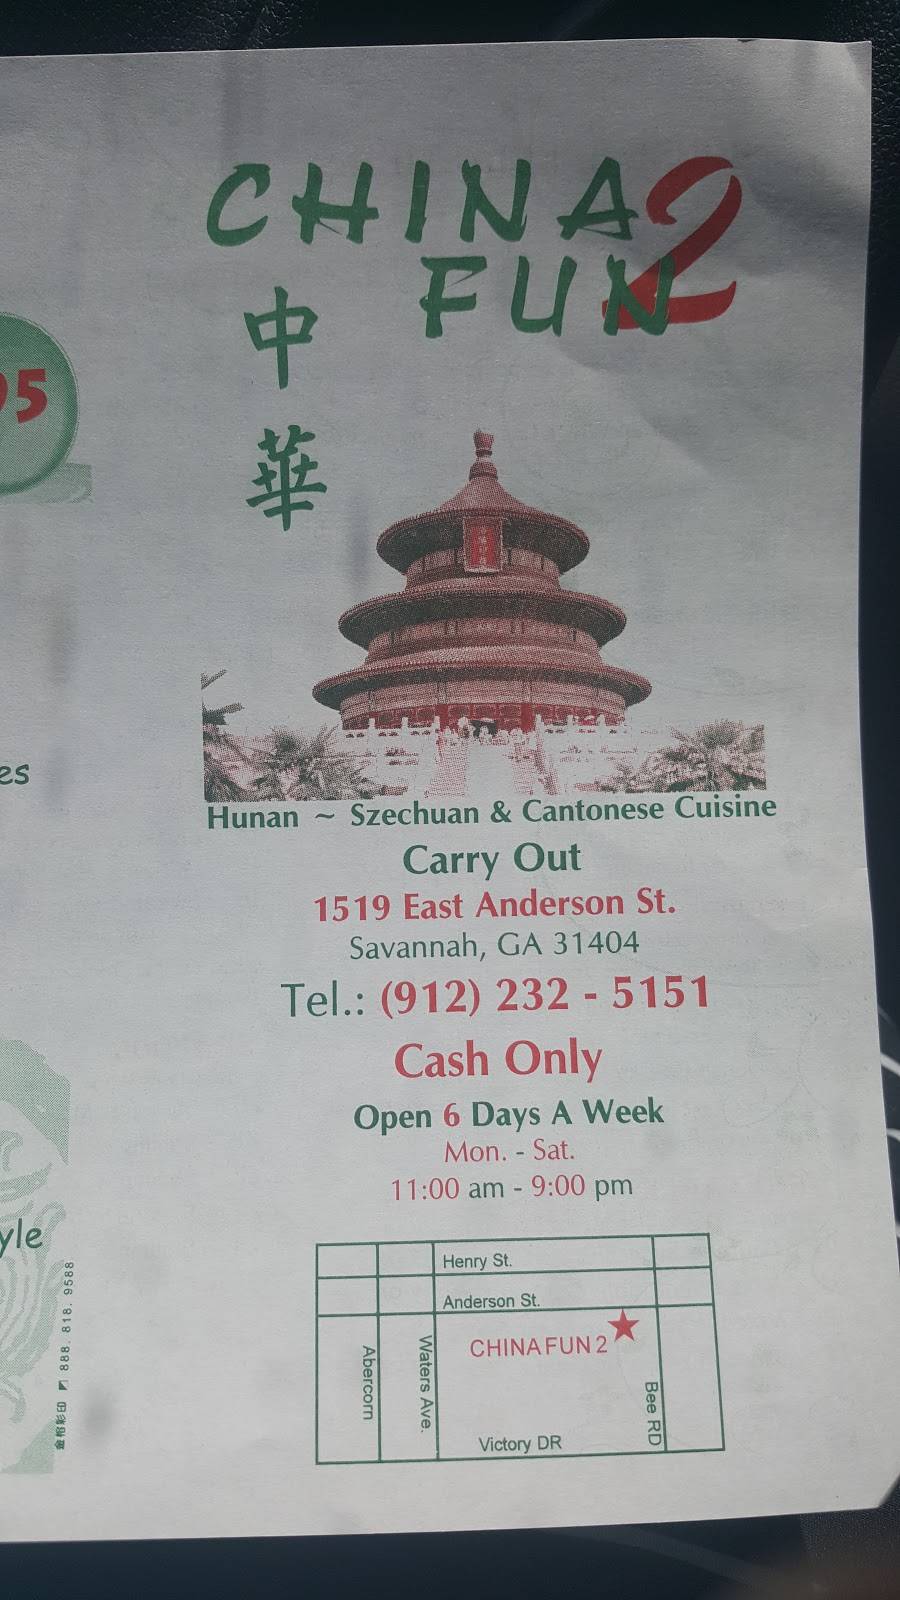 CHINA 2
FUN
中
華
95
es
Hunan ~ Szechuan & Cantonese Cuisine
Carry Out
1519 East Anderson St.
Savannah, GA 31404
Tel.: (912) 232 - 5151
Cash Only
Open 6 Days A Week
Mon. - Sat.
11:00 am - 9:00 pm
yle
888. 818. 9588
Henry St.
Anderson St.
CHINA FUN 2
Abercorn
Waters Ave.
Bee RD
Victory DR